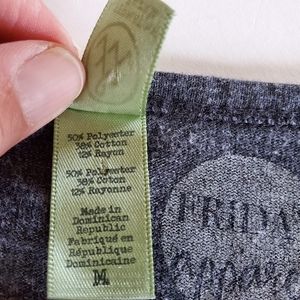 50% Polyester
38% Cotton
12% Rayon
50% Polyester
38% Coton
12% Rayonne
Made in
Dominican
Republic
Fabriqué en
République
Dominicaine
M
FRIDA